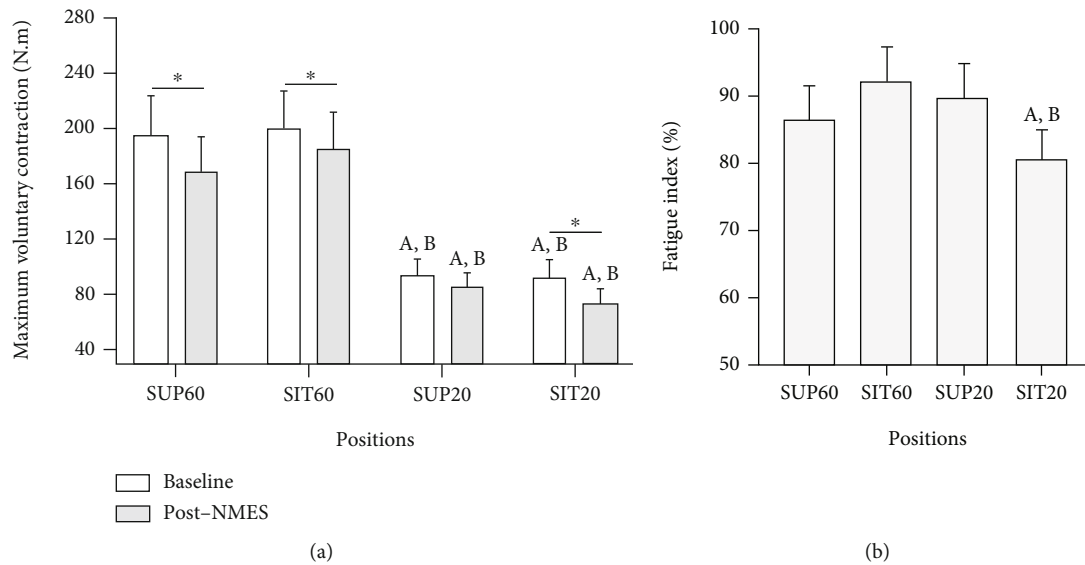 Maximum voluntary contraction (N.m)
280
240
200
160
120
80
40
*
*
A, B
A, B
*
A, B
A, B
SUP60
SIT60
SUP20
SIT20
Positions
Baseline
Post–NMES
(a)
Fatigue index (%)
100
90
80
70
60
50
A, B
SUP60
SIT60
SUP20
SIT20
Positions
(b)